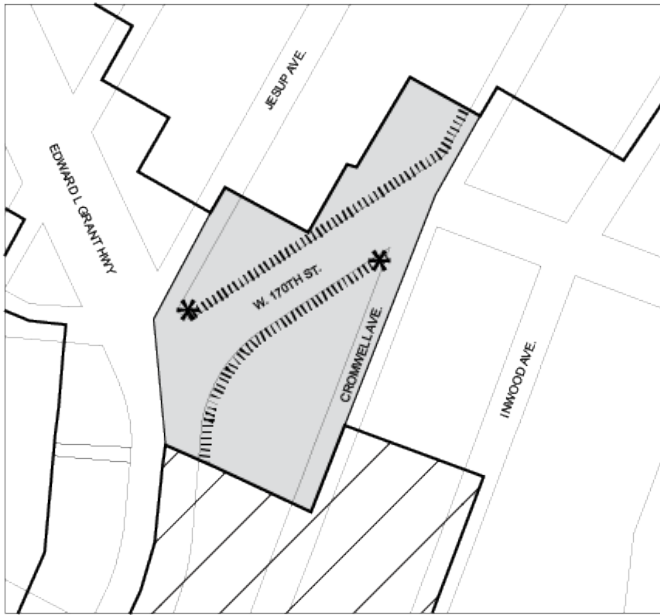 JESUP AVE.
EDWARD L GRANT HWY
W. 170TH ST.
CROMWELL AVE.
INWOOD AVE.